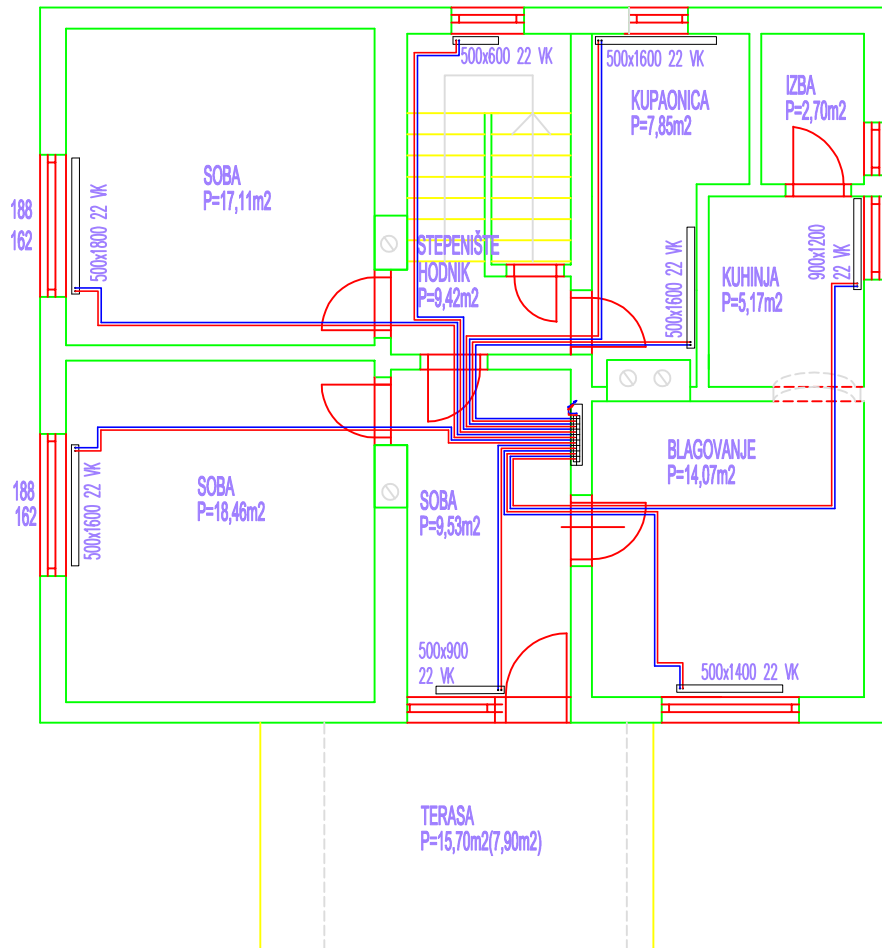 500x600 22 VK
500x1600 22 VK
KUPAONICA
P=7,85m2
IZBA
P=2,70m2
SOBA
P=17,11m2
188
162
500x1800 22 VK
STEPENIŠTE
HODNIK
P=9,42m2
500x1600 22 VK
KUHINJA
P=5,17m2
900x1200
22 VK
BLAGOVANJE
P=14,07m2
SOBA
P=18,46m2
188
162
500x1600 22 VK
SOBA
P=9,53m2
500x900
22 VK
500x1400 22 VK
TERASA
P=15,70m2(7,90m2)